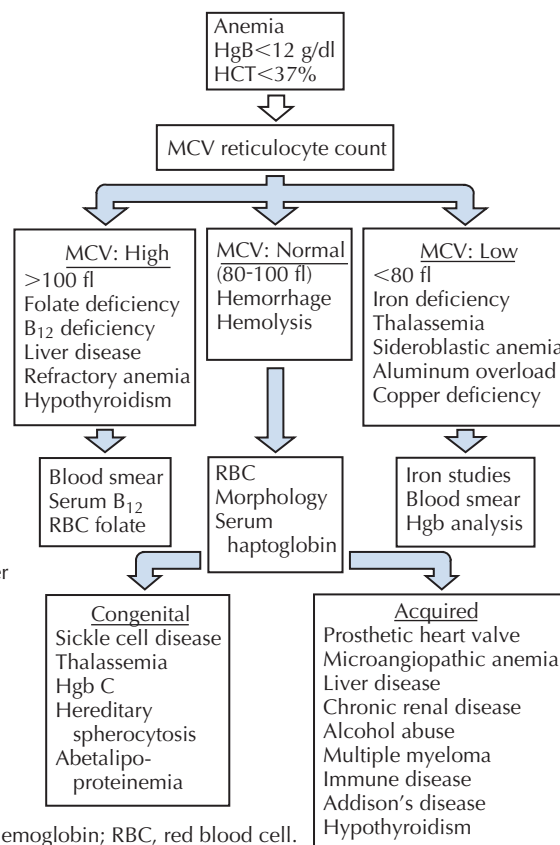 Anemia
HgB<12 g/dl
HCT<37%
MCV reticulocyte count
MCV: High
>100 fl
Folate deficiency
B₁₂ deficiency
Liver disease
Refractory anemia
Hypothyroidism
MCV: Normal
(80-100 fl)
Hemorrhage
Hemolysis
MCV: Low
<80 fl
Iron deficiency
Thalassemia
Sideroblastic anemia
Aluminum overload
Copper deficiency
Blood smear
Serum B₁₂
RBC folate
RBC
Morphology
Serum
haptoglobin
Iron studies
Blood smear
Hgb analysis
er
Congenital
Sickle cell disease
Thalassemia
Hgb C
Hereditary
spherocytosis
Abetalipo-
proteinemia
Acquired
Prosthetic heart valve
Microangiopathic anemia
Liver disease
Chronic renal disease
Alcohol abuse
Multiple myeloma
Immune disease
Addison's disease
Hypothyroidism
emoglobin; RBC, red blood cell.